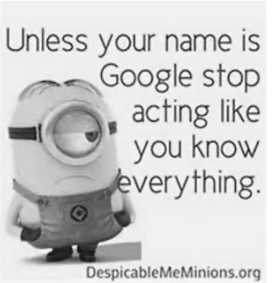 Unless your name is
Google stop
acting like
you know
everything.
DespicableMeMinions.org